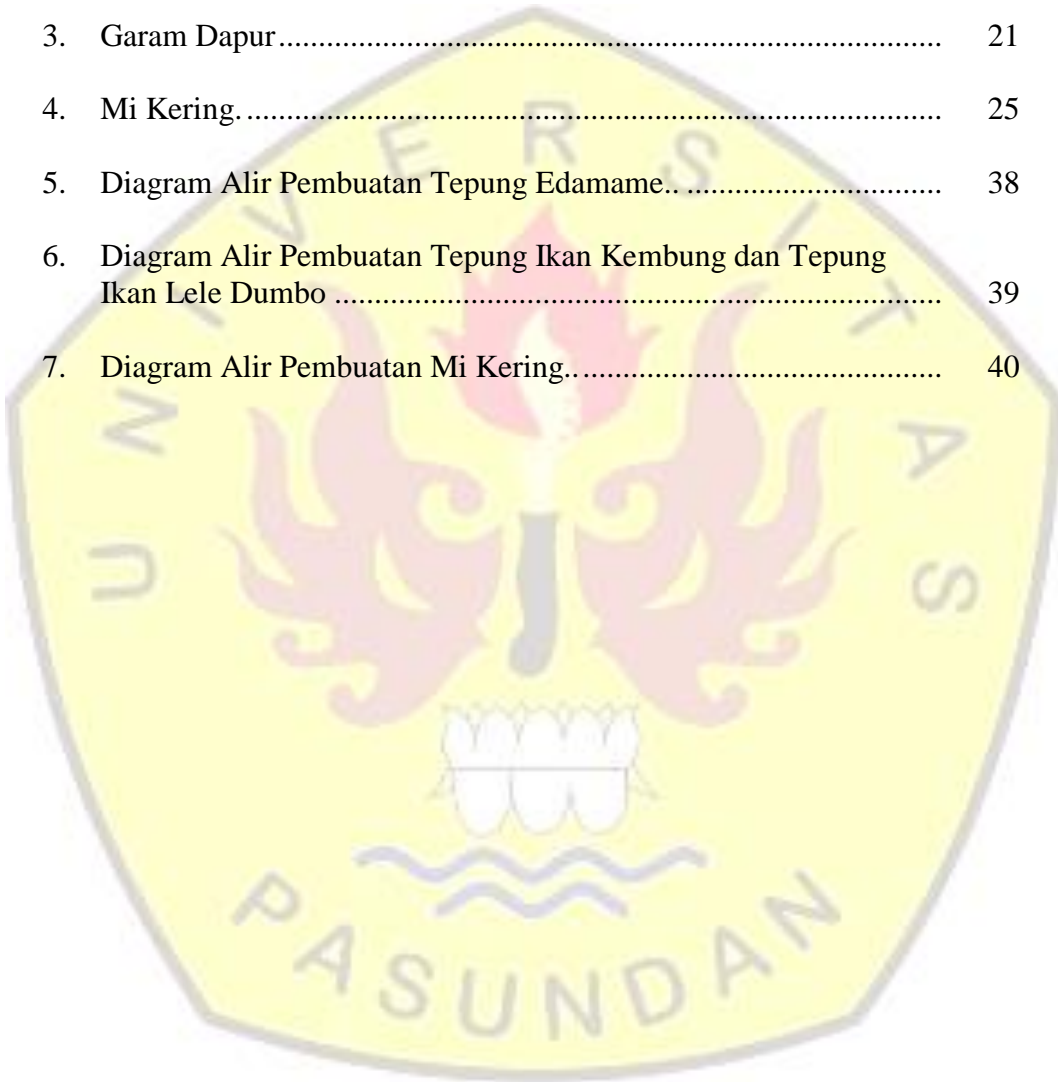 3. Garam Dapur.................................................................................... 21
4. Mi Kering. ........................................................................................ 25
5. Diagram Alir Pembuatan Tepung Edamame.. ................................ 38
6. Diagram Alir Pembuatan Tepung Ikan Kembung dan Tepung
Ikan Lele Dumbo ............................................................................. 39
7. Diagram Alir Pembuatan Mi Kering.. ............................................. 40
UNIVERSITAS
PASUNDAN